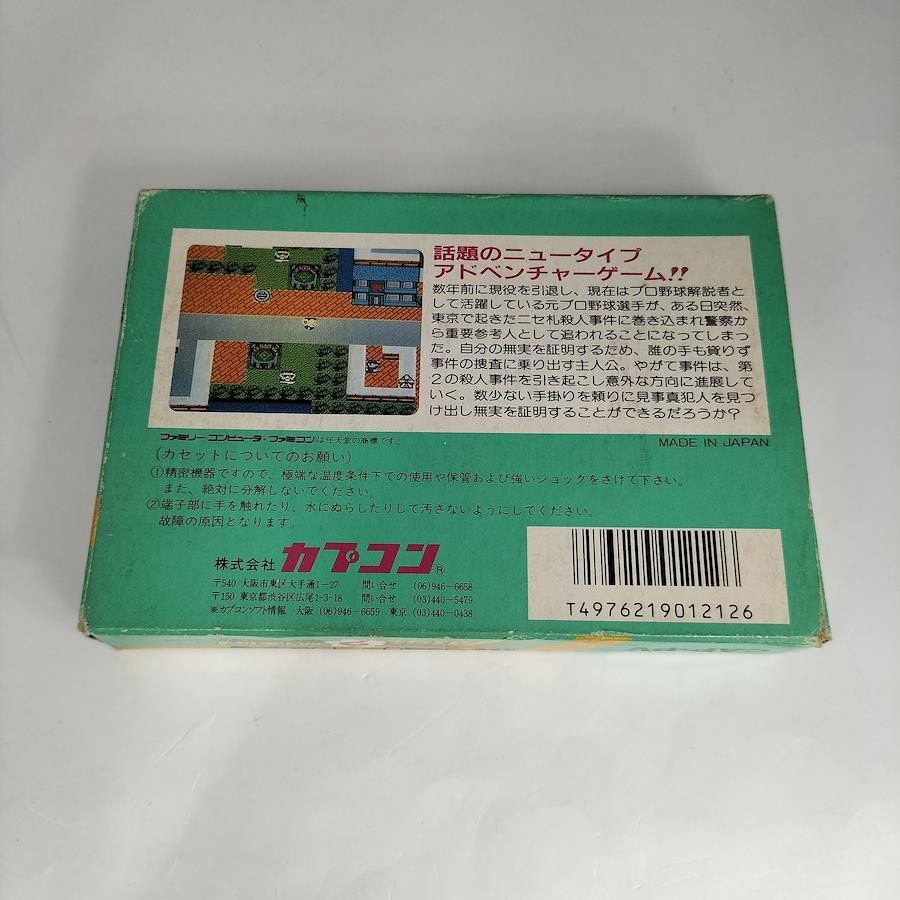 話題のニュータイプ
アドベンチャーゲーム!!
数年前に現役を引退し、現在はプロ野球解説者と
して活躍している元プロ野球選手が、ある日突然、
東京で起きたニセ札殺人事件に巻き込まれ警察か
ら重要参考人として追われることになってしまっ
た。自分の無実を証明するため、誰の手も貸りず
事件の捜査に乗り出す主人公。やがて事件は、第
2の殺人事件を引き起こし意外な方向に進展して
いく。数少ない手掛りを頼りに見事真犯人を見つ
け出し無実を証明することができるだろうか?
ファミリーコンピュータ・ファミコンは任天堂の商標です。
MADE IN JAPAN
(カセットについてのお願い)
①精密機器ですので、極端な温度条件下での使用や保管および強いショックをさけて下さい。
また、絶対に分解しないでください。
②端子部に手を触れたり、水にぬらしたりして汚さないようにしてください。
故障の原因となります。
株式会社 カプコン®
〒540 大阪市東区大手通1-27 問い合せ (06)946-6658
〒150 東京都渋谷区広尾1-3-18 問い合せ (03)440-5479
※カプコンソフト情報 大阪 (06)946-6659 東京 (03)440-0438
T4976219012126